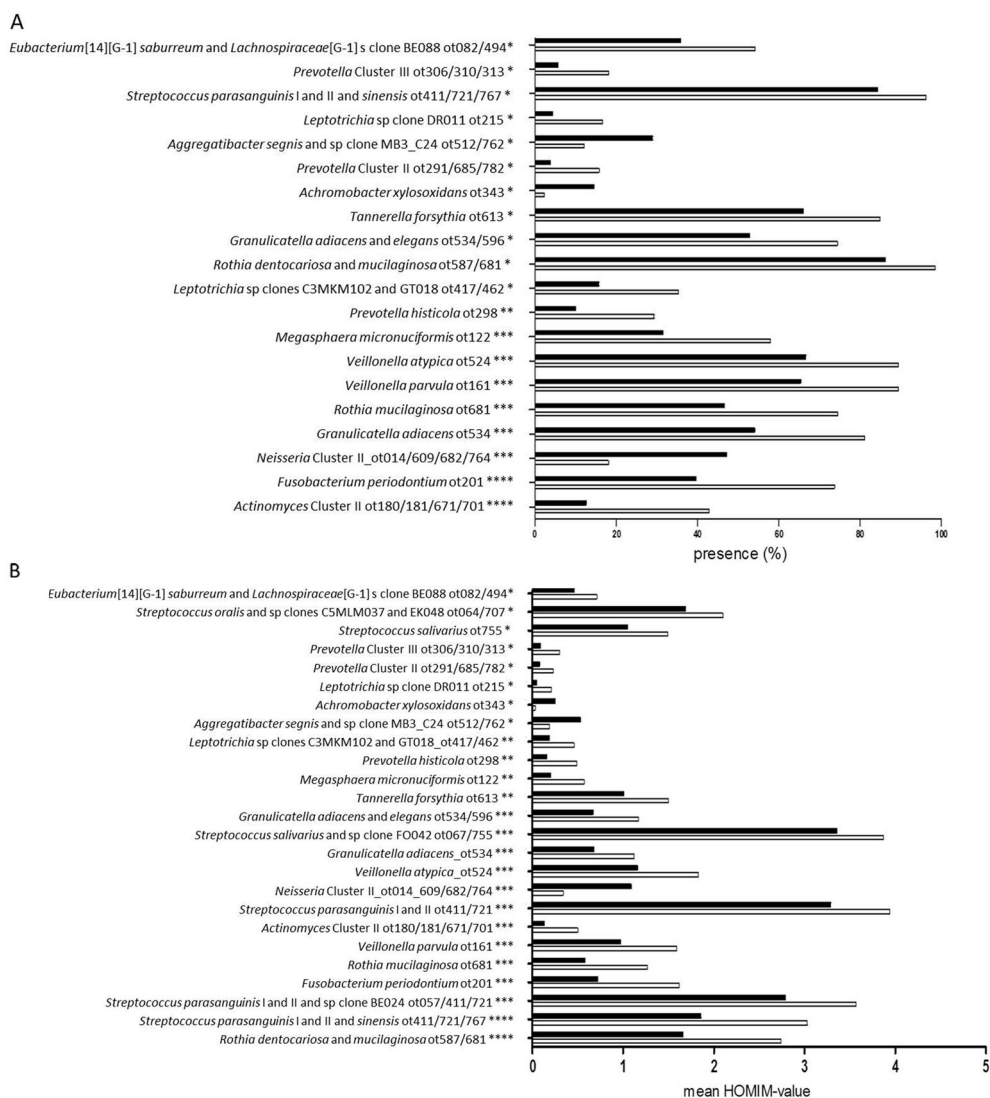 A
Eubacterium[14][G-1] saburreum and Lachnospiraceae[G-1] s clone BE088 ot082/494*
Prevotella Cluster III ot306/310/313 *
Streptococcus parasanguinis I and II and sinensis ot411/721/767 *
Leptotrichia sp clone DR011 ot215 *
Aggregatibacter segnis and sp clone MB3_C24 ot512/762 *
Prevotella Cluster II ot291/685/782 *
Achromobacter xylosoxidans ot343 *
Tannerella forsythia ot613 *
Granulicatella adiacens and elegans ot534/596 *
Rothia dentocariosa and mucilaginosa ot587/681 *
Leptotrichia sp clones C3MKM102 and GT018 ot417/462 *
Prevotella histicola ot298 **
Megasphaera micronuciformis ot122 ***
Veillonella atypica ot524 ***
Veillonella parvula ot161 ***
Rothia mucilaginosa ot681 ***
Granulicatella adiacens ot534 ***
Neisseria Cluster II_ot014/609/682/764 ***
Fusobacterium periodontium ot201 ****
Actinomyces Cluster II ot180/181/671/701 ****
0 20 40 60 80 100
presence (%)
B
Eubacterium[14][G-1] saburreum and Lachnospiraceae[G-1] s clone BE088 ot082/494*
Streptococcus oralis and sp clones C5MLM037 and EK048 ot064/707 *
Streptococcus salivarius ot755 *
Prevotella Cluster III ot306/310/313 *
Prevotella Cluster II ot291/685/782 *
Leptotrichia sp clone DR011 ot215 *
Achromobacter xylosoxidans ot343 *
Aggregatibacter segnis and sp clone MB3_C24 ot512/762 *
Leptotrichia sp clones C3MKM102 and GT018_ot417/462 **
Prevotella histicola ot298 **
Megasphaera micronuciformis ot122 **
Tannerella forsythia ot613 **
Granulicatella adiacens and elegans ot534/596 ***
Streptococcus salivarius and sp clone FO042 ot067/755 ***
Granulicatella adiacens_ot534 ***
Veillonella atypica_ot524 ***
Neisseria Cluster II_ot014_609/682/764 ***
Streptococcus parasanguinis I and II ot411/721 ***
Actinomyces Cluster II ot180/181/671/701 ***
Veillonella parvula ot161 ***
Rothia mucilaginosa ot681 ***
Fusobacterium periodontium ot201 ***
Streptococcus parasanguinis I and II and sp clone BE024 ot057/411/721 ***
Streptococcus parasanguinis I and II and sinensis ot411/721/767 ****
Rothia dentocariosa and mucilaginosa ot587/681 ****
0 1 2 3 4 5
mean HOMIM-value